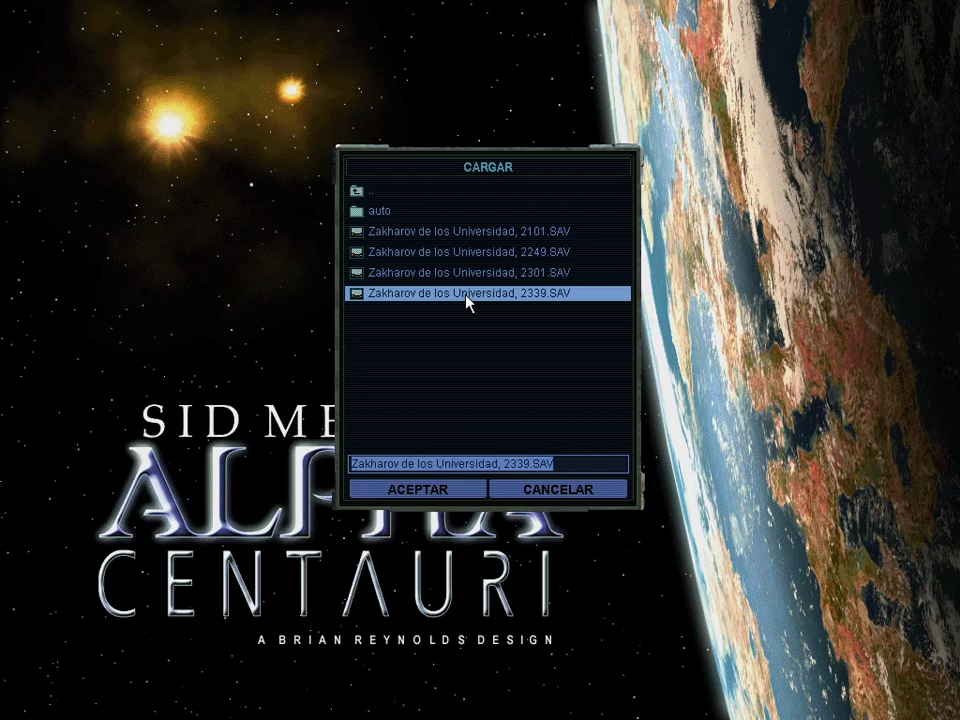 CARGAR
..
auto
Zakharov de los Universidad, 2101.SAV
Zakharov de los Universidad, 2249.SAV
Zakharov de los Universidad, 2301.SAV
Zakharov de los Universidad, 2339.SAV
Zakharov de los Universidad, 2339.SAV
ACEPTAR CANCELAR
SID ME
ALPHA
CENTAURI
A BRIAN REYNOLDS DESIGN